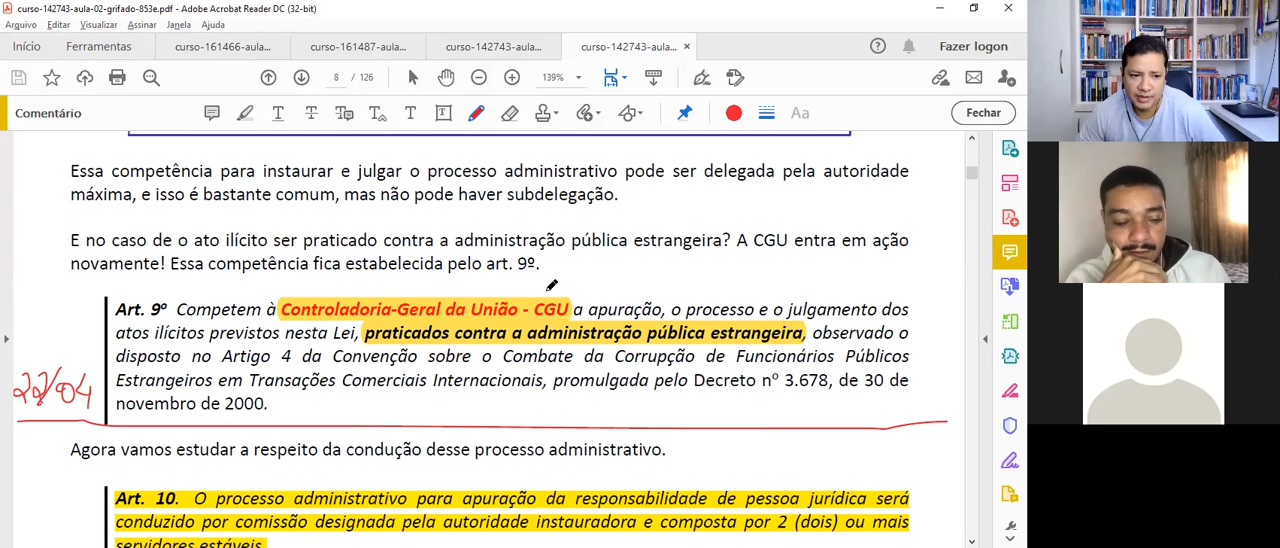 curso-142743-aula-02-grifado-853e.pdf - Adobe Acrobat Reader DC (32-bit)
Arquivo Editar Visualizar Assinar Janela Ajuda
Início Ferramentas curso-161466-aula... curso-161487-aula... curso-142743-aula... curso-142743-aula... × Fazer logon
8 / 126 139%
Comentário Aa Fechar
Essa competência para instaurar e julgar o processo administrativo pode ser delegada pela autoridade
máxima, e isso é bastante comum, mas não pode haver subdelegação.
E no caso de o ato ilícito ser praticado contra a administração pública estrangeira? A CGU entra em ação
novamente! Essa competência fica estabelecida pelo art. 9º.
Art. 9º Competem à Controladoria-Geral da União - CGU a apuração, o processo e o julgamento dos
atos ilícitos previstos nesta Lei, praticados contra a administração pública estrangeira, observado o
disposto no Artigo 4 da Convenção sobre o Combate da Corrupção de Funcionários Públicos
Estrangeiros em Transações Comerciais Internacionais, promulgada pelo Decreto nº 3.678, de 30 de
novembro de 2000.
22/04
Agora vamos estudar a respeito da condução desse processo administrativo.
Art. 10. O processo administrativo para apuração da responsabilidade de pessoa jurídica será
conduzido por comissão designada pela autoridade instauradora e composta por 2 (dois) ou mais
servidores estáveis.